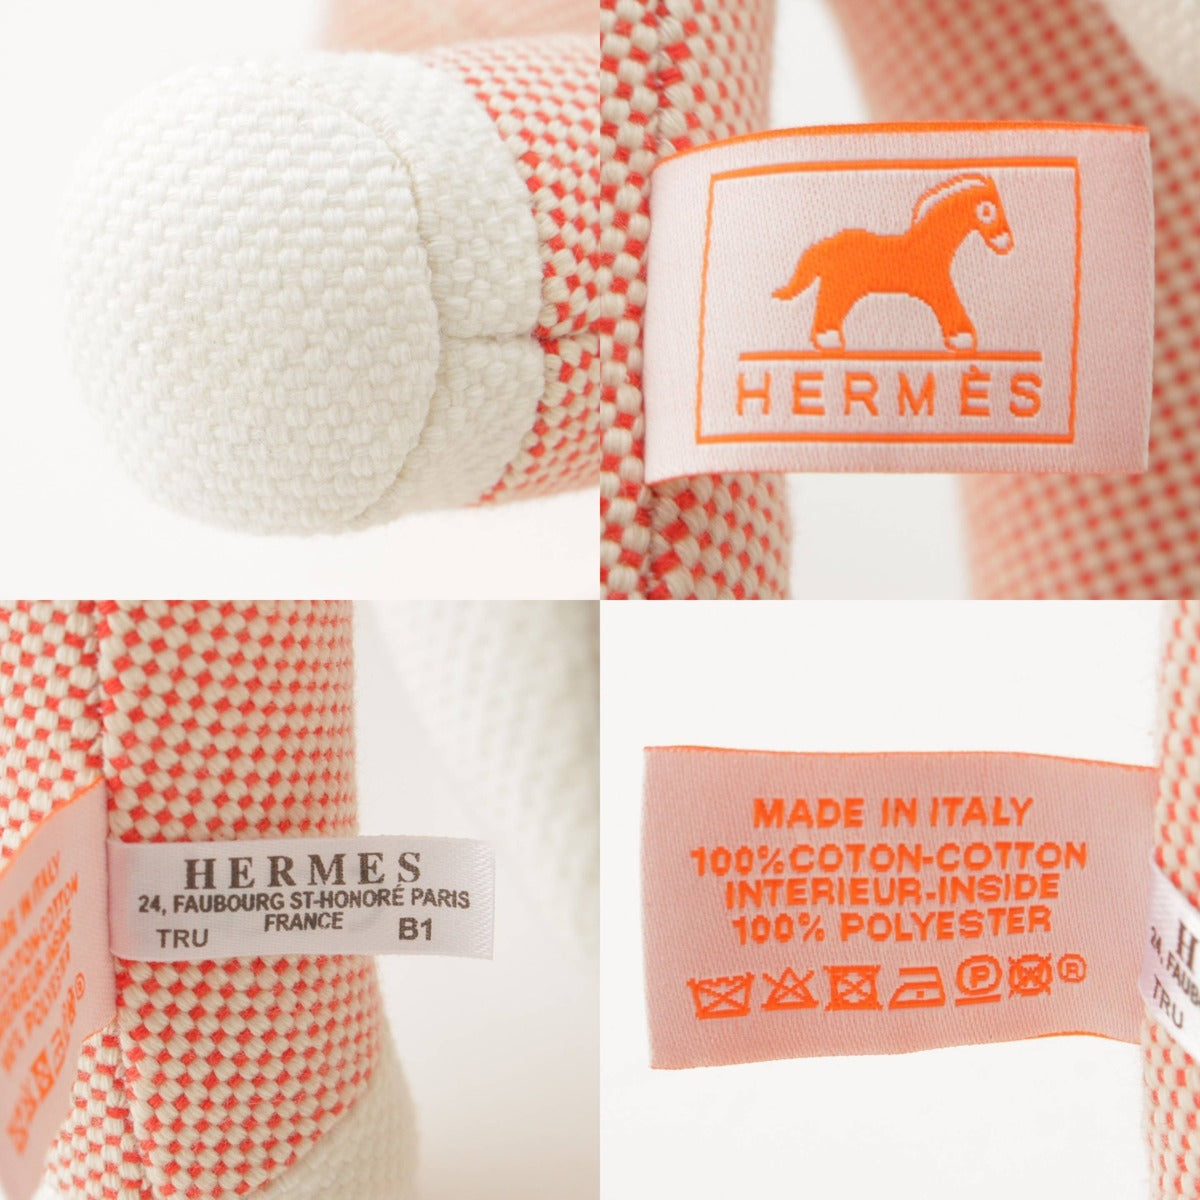 HERMÈS
HERMES
24, FAUBOURG ST-HONORÉ PARIS
FRANCE
TRU B1
MADE IN ITALY
100%COTON-COTTON
INTERIEUR-INSIDE
100% POLYESTER
P W ®
TRU